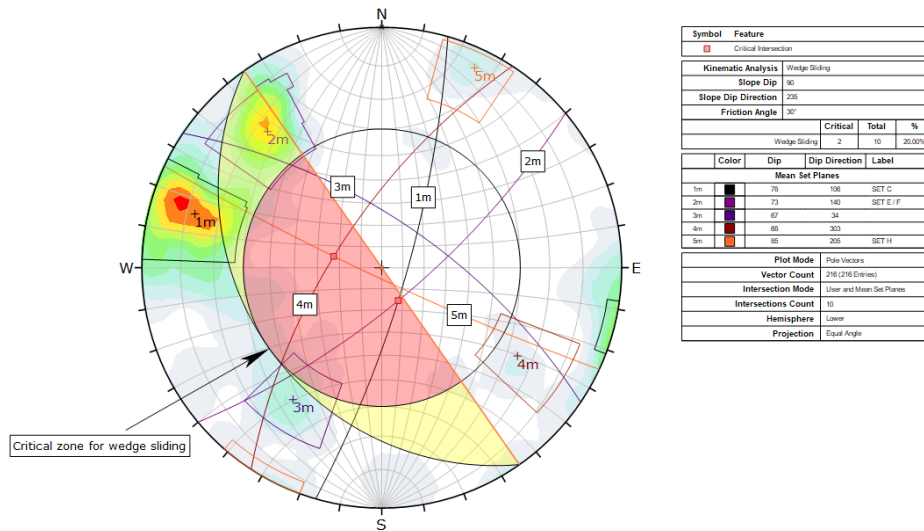 N
5m
2m
2m
3m
1m
1m
W
E
4m
5m
4m
3m
Critical zone for wedge sliding
S
Symbol Feature
Critical Intersection
Kinematic Analysis Wedge Sliding
Slope Dip 90
Slope Dip Direction 235
Friction Angle 30°
Critical Total %
Wedge Sliding 2 10 20.00%
Color Dip Dip Direction Label
Mean Set Planes
1m 78 106 SET C
2m 73 140 SET E / F
3m 67 34
4m 68 303
5m 85 205 SET H
Plot Mode Pole Vectors
Vector Count 216 (216 Entries)
Intersection Mode User and Mean Set Planes
Intersections Count 10
Hemisphere Lower
Projection Equal Angle